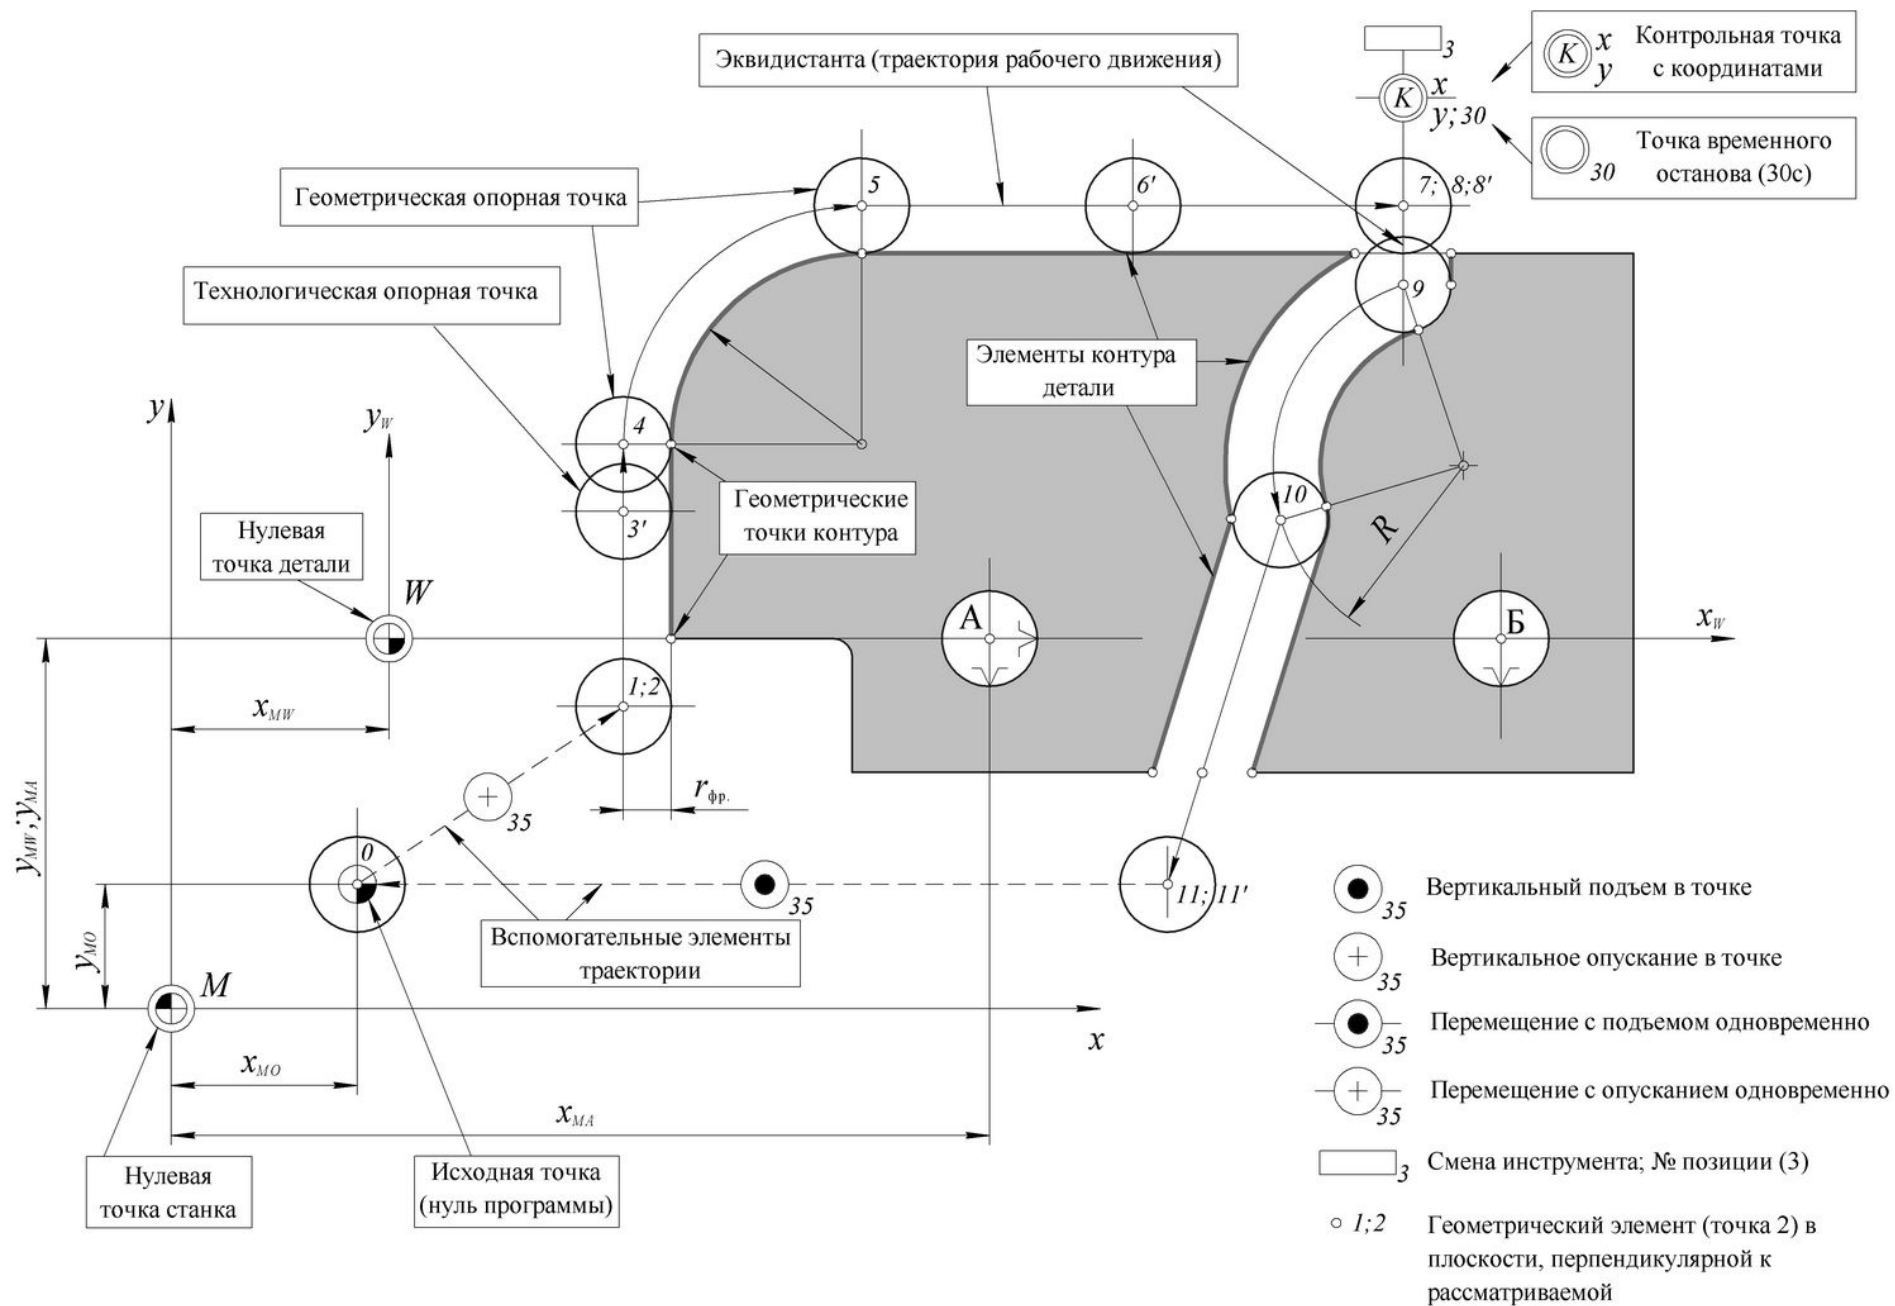 Эквидистанта (траектория рабочего движения)
3
K
x
y; 30
K
x
y
Контрольная точка
с координатами
30
Точка временного
останова (30с)
Геометрическая опорная точка
5
6'
7; 8;8'
Технологическая опорная точка
9
Элементы контура
детали
y
y_W
4
3'
Геометрические
точки контура
10
R
Нулевая
точка детали
W
А
Б
x_W
1;2
x_MW
r_фр.
35
y_MW; y_MA
0
35
11; 11'
y_MO
Вспомогательные элементы
траектории
M
x
x_MO
x_MA
Нулевая
точка станка
Исходная точка
(нуль программы)
35 Вертикальный подъем в точке
35 Вертикальное опускание в точке
35 Перемещение с подъемом одновременно
35 Перемещение с опусканием одновременно
3 Смена инструмента; № позиции (3)
1;2 Геометрический элемент (точка 2) в
плоскости, перпендикулярной к
рассматриваемой